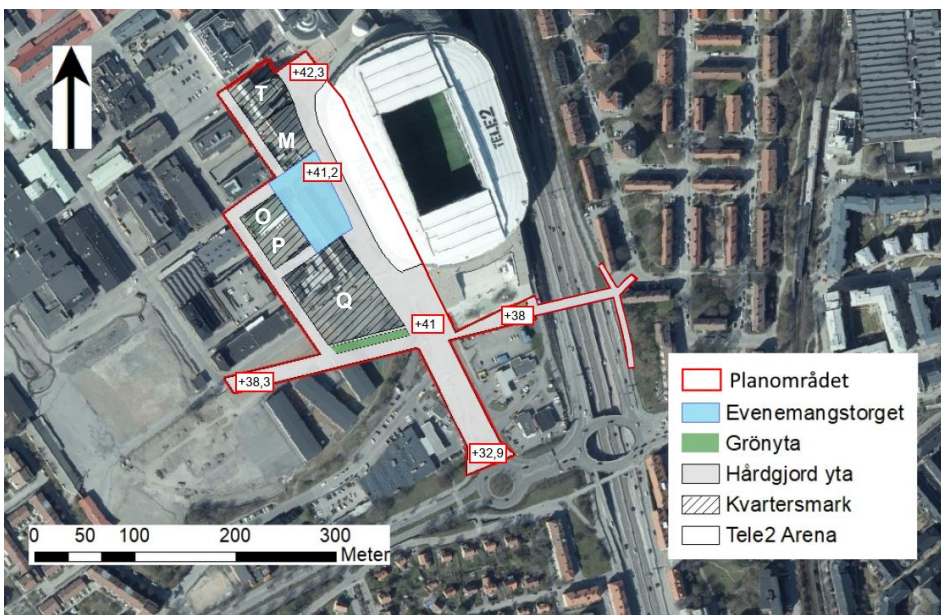 +42,3
T
M
TELE2
+41,2
O
P
Q
+41
+38
+38,3
+32,9
Planområdet
Evenemangstorget
Grönyta
Hårdgjord yta
Kvartersmark
Tele2 Arena
0 50 100 200 300
Meter